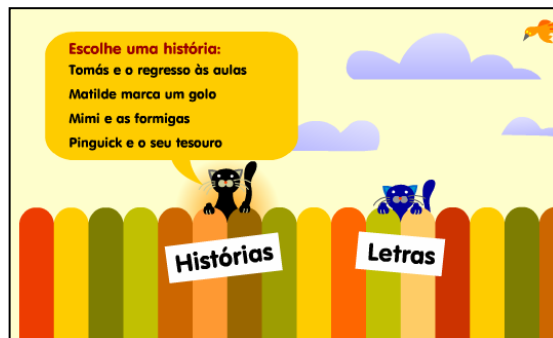 Escolhe uma história:
Tomás e o regresso às aulas
Matilde marca um golo
Mimi e as formigas
Pinguick e o seu tesouro
Histórias
Letras